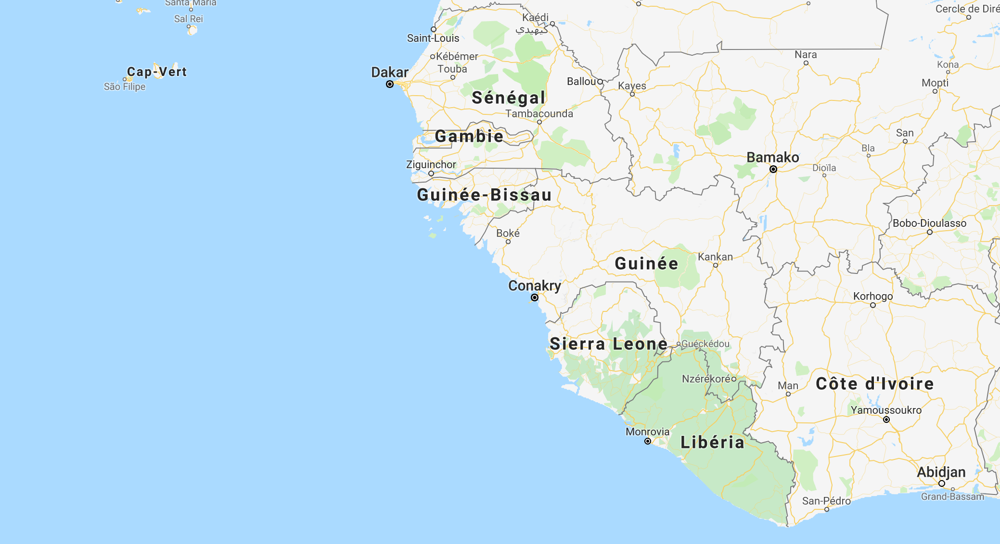 Santa Maria
Sal Rei
Cap-Vert
São Filipe
Kaédi
كيهيدي
Saint-Louis
Kébémer
Touba
Dakar
Sénégal
Tambacounda
Ballou
Kayes
Nara
Cercle de Diré
Kona
Mopti
San
Bla
Gambie
Ziguinchor
Bamako
Dioïla
Guinée-Bissau
Boké
Bobo-Dioulasso
Kankan
Guinée
Conakry
Korhogo
Sierra Leone
Guéckédou
Nzérékoré
Man
Côte d'Ivoire
Yamoussoukro
Monrovia
Libéria
Abidjan
Grand-Bassam
San-Pédro